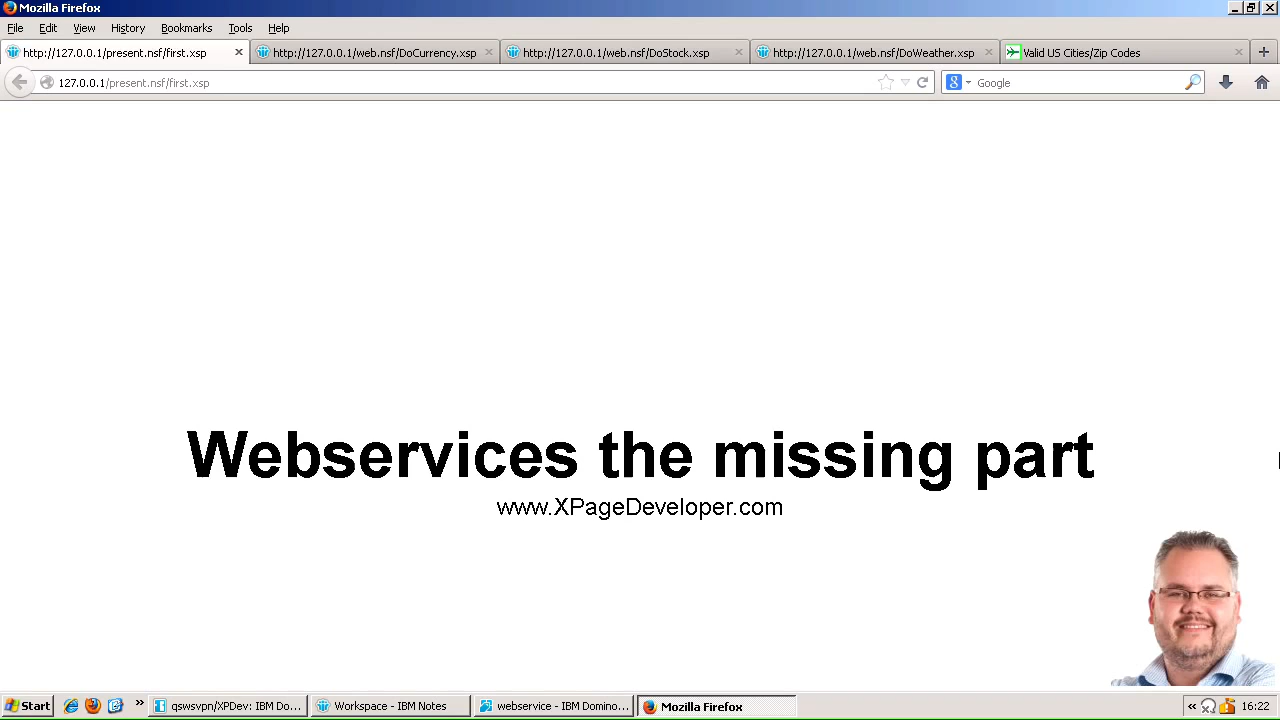 Mozilla Firefox
File Edit View History Bookmarks Tools Help
http://127.0.0.1/present.nsf/first.xsp http://127.0.0.1/web.nsf/DoCurrency.xsp http://127.0.0.1/web.nsf/DoStock.xsp http://127.0.0.1/web.nsf/DoWeather.xsp Valid US Cities/Zip Codes
127.0.0.1/present.nsf/first.xsp Google
Webservices the missing part
www.XPageDeveloper.com
Start qswsvpn/XPDev: IBM Do... Workspace - IBM Notes webservice - IBM Domino... Mozilla Firefox 16:22